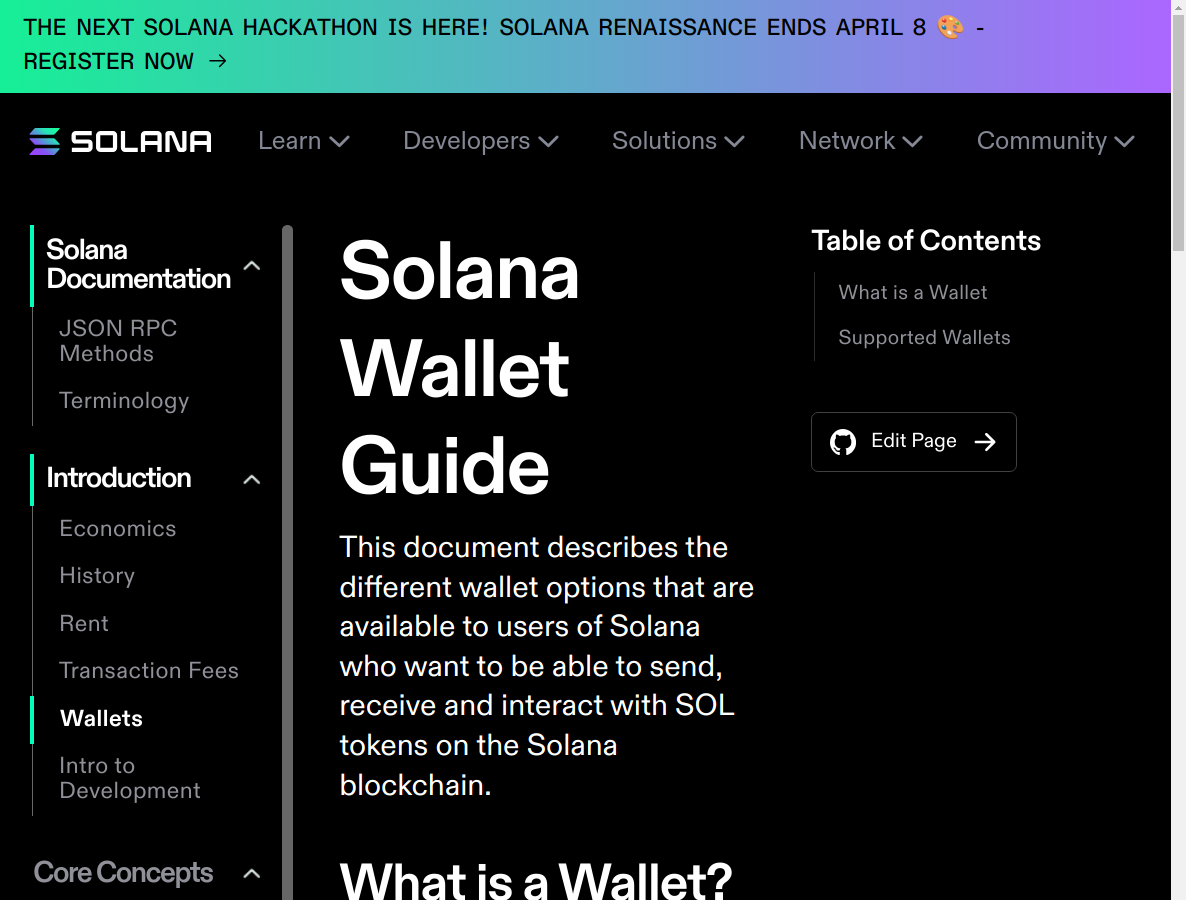 THE NEXT SOLANA HACKATHON IS HERE! SOLANA RENAISSANCE ENDS APRIL 8 🎨 -
REGISTER NOW →
SOLANA
Learn
Developers
Solutions
Network
Community
Solana
Documentation
JSON RPC
Methods
Terminology
Introduction
Economics
History
Rent
Transaction Fees
Wallets
Intro to
Development
Core Concepts
Solana
Wallet
Guide
This document describes the
different wallet options that are
available to users of Solana
who want to be able to send,
receive and interact with SOL
tokens on the Solana
blockchain.
What is a Wallet?
Table of Contents
What is a Wallet
Supported Wallets
Edit Page →